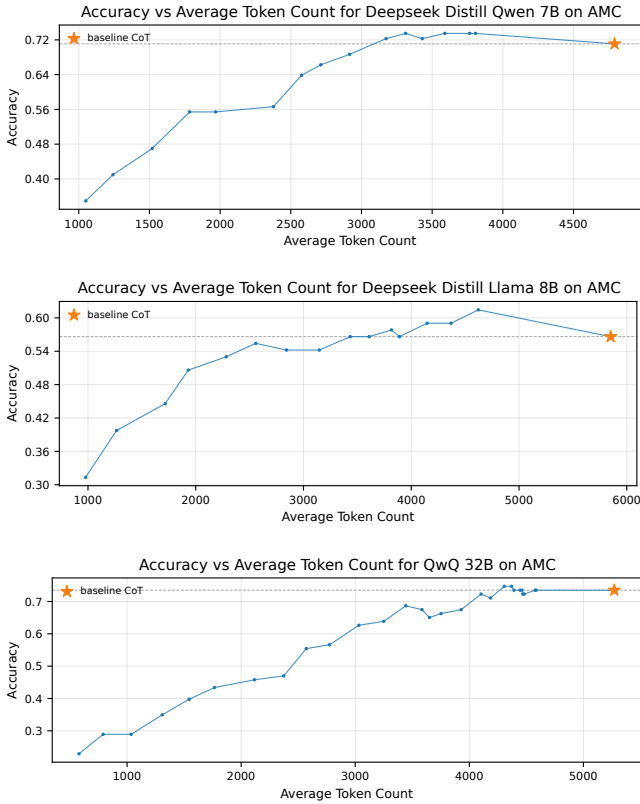 Accuracy vs Average Token Count for Deepseek Distill Qwen 7B on AMC
baseline CoT
0.72
0.64
0.56
0.48
0.40
Accuracy
1000 1500 2000 2500 3000 3500 4000 4500
Average Token Count
Accuracy vs Average Token Count for Deepseek Distill Llama 8B on AMC
baseline CoT
0.60
0.54
0.48
0.42
0.36
0.30
Accuracy
1000 2000 3000 4000 5000 6000
Average Token Count
Accuracy vs Average Token Count for QwQ 32B on AMC
baseline CoT
0.7
0.6
0.5
0.4
0.3
Accuracy
1000 2000 3000 4000 5000
Average Token Count